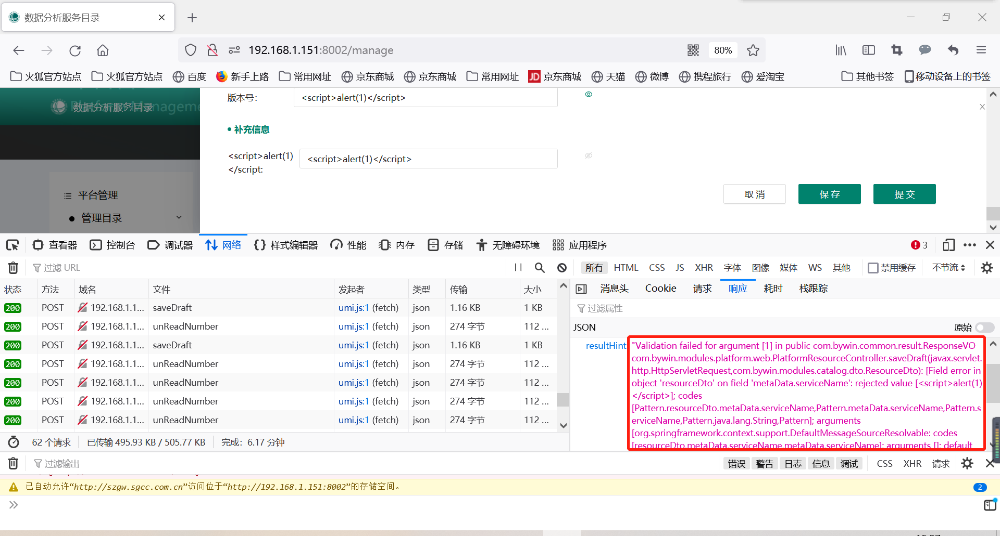 数据分析服务目录
192.168.1.151:8002/manage
80%
火狐官方站点 火狐官方站点 百度 新手上路 常用网址 京东商城 京东商城 常用网址 JD 京东商城 天猫 微博 携程旅行 爱淘宝 其他书签 移动设备上的书签
数据分析服务目录
版本号: <script>alert(1)</script>
补充信息
<script>alert(1)
</script: <script>alert(1)</script>
取 消 保 存 提 交
平台管理
管理目录
查看器 控制台 调试器 网络 样式编辑器 性能 内存 存储 无障碍环境 应用程序 3
过滤 URL 所有 HTML CSS JS XHR 字体 图像 媒体 WS 其他 禁用缓存 不节流
状态 方法 域名 文件 发起者 类型 传输 大小
200 POST 192.168.1.1... saveDraft umi.js:1 (fetch) json 1.16 KB 1 KB
200 POST 192.168.1.1... unReadNumber umi.js:1 (fetch) json 274 字节 112 ...
200 POST 192.168.1.1... saveDraft umi.js:1 (fetch) json 1.16 KB 1 KB
200 POST 192.168.1.1... unReadNumber umi.js:1 (fetch) json 274 字节 112 ...
200 POST 192.168.1.1... unReadNumber umi.js:1 (fetch) json 274 字节 112 ...
200 POST 192.168.1.1... unReadNumber umi.js:1 (fetch) json 274 字节 112 ...
200 POST 192.168.1.1... unReadNumber umi.js:1 (fetch) json 274 字节 112 ...
62 个请求 已传输 495.93 KB / 505.77 KB 完成: 6.17 分钟
消息头 Cookie 请求 响应 耗时 栈跟踪
过滤属性
JSON 原始
resultHint "Validation failed for argument [1] in public com.bywin.common.result.ResponseVO
com.bywin.modules.platform.web.PlatformResourceController.saveDraft(javax.servlet.
http.HttpServletRequest,com.bywin.modules.catalog.dto.ResourceDto): [Field error in
object 'resourceDto' on field 'metaData.serviceName': rejected value [<script>alert(1)
</script>]; codes
[Pattern.resourceDto.metaData.serviceName,Pattern.metaData.serviceName,Pattern.s
erviceName,Pattern.java.lang.String,Pattern]; arguments
[org.springframework.context.support.DefaultMessageSourceResolvable: codes
[resourceDto.metaData.serviceName,metaData.serviceName]; arguments []; default
过滤输出 错误 警告 日志 信息 调试 CSS XHR 请求
已自动允许“http://szgw.sgcc.com.cn”访问位于“http://192.168.1.151:8002”的存储空间。 2